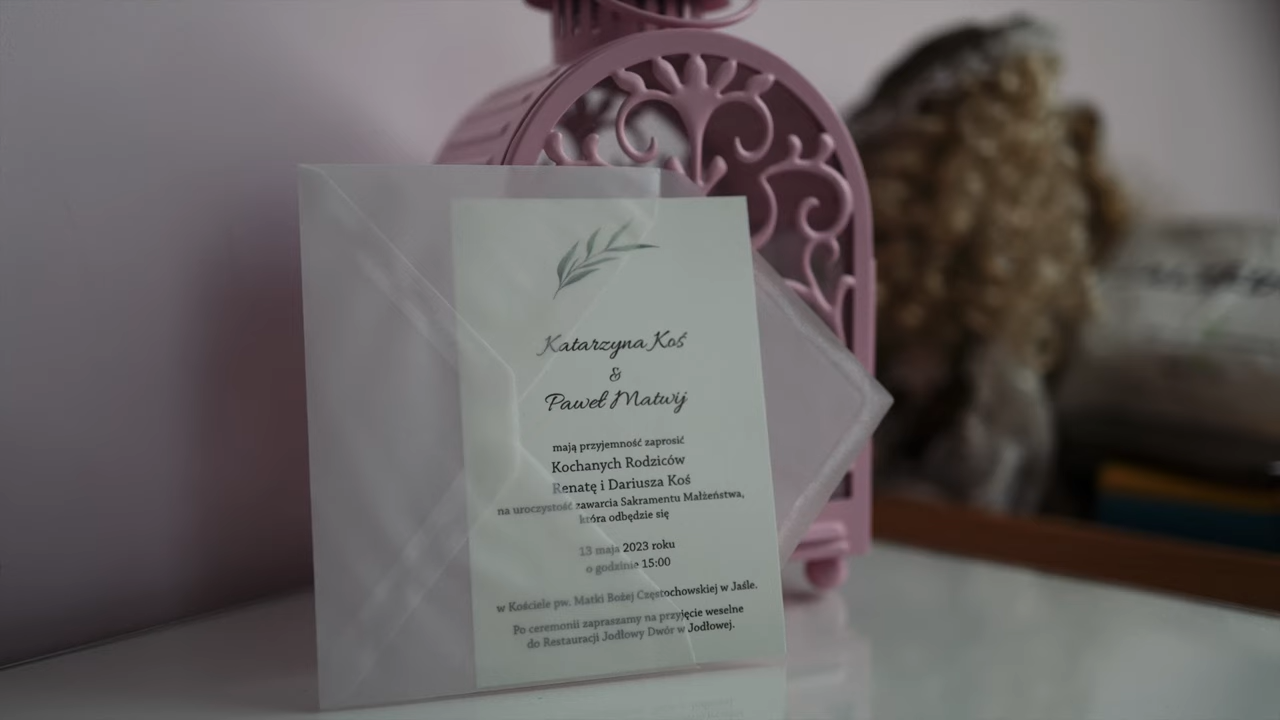 Katarzyna Koś
&
Paweł Matwij
mają przyjemność zaprosić
Kochanych Rodziców
Renatę i Dariusza Koś
na uroczystość zawarcia Sakramentu Małżeństwa,
która odbędzie się
13 maja 2023 roku
o godzinie 15:00
w Kościele pw. Matki Bożej Częstochowskiej w Jaśle.
Po ceremonii zapraszamy na przyjęcie weselne
do Restauracji Jodłowy Dwór w Jodłowej.